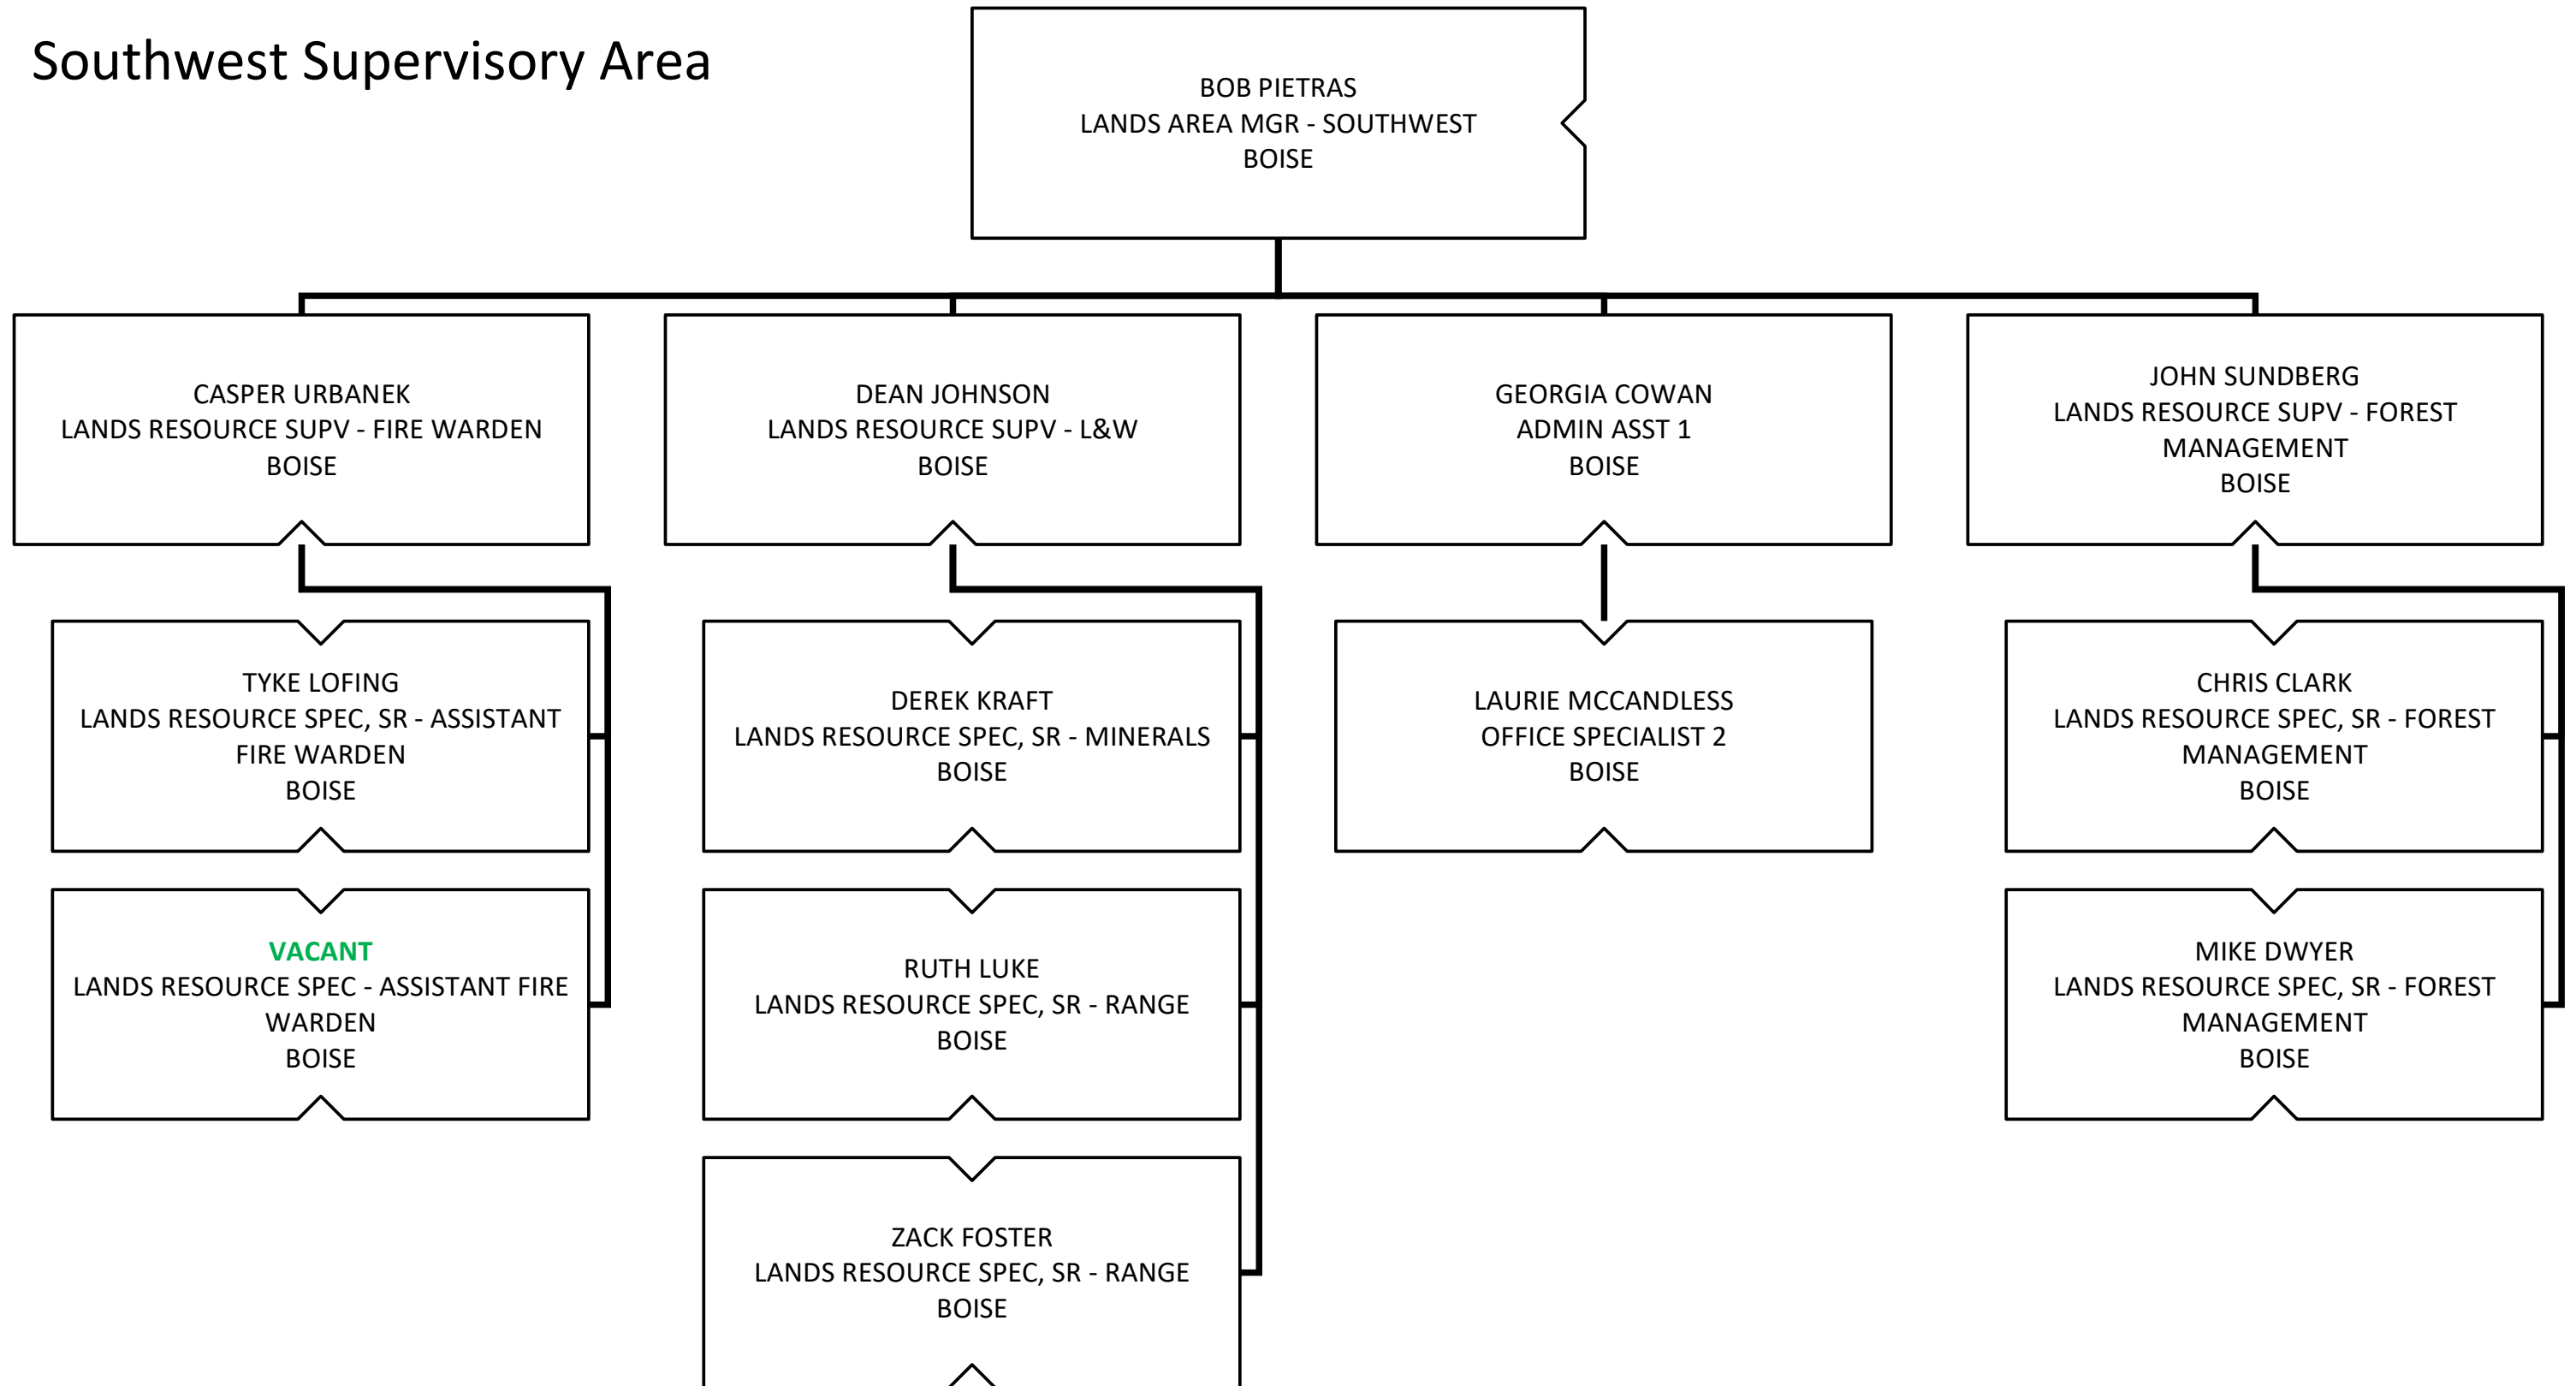 Southwest Supervisory Area
BOB PIETRAS
LANDS AREA MGR - SOUTHWEST
BOISE
CASPER URBANEK
LANDS RESOURCE SUPV - FIRE WARDEN
BOISE
DEAN JOHNSON
LANDS RESOURCE SUPV - L&W
BOISE
GEORGIA COWAN
ADMIN ASST 1
BOISE
JOHN SUNDBERG
LANDS RESOURCE SUPV - FOREST
MANAGEMENT
BOISE
TYKE LOFING
LANDS RESOURCE SPEC, SR - ASSISTANT
FIRE WARDEN
BOISE
DEREK KRAFT
LANDS RESOURCE SPEC, SR - MINERALS
BOISE
LAURIE MCCANDLESS
OFFICE SPECIALIST 2
BOISE
CHRIS CLARK
LANDS RESOURCE SPEC, SR - FOREST
MANAGEMENT
BOISE
VACANT
LANDS RESOURCE SPEC - ASSISTANT FIRE
WARDEN
BOISE
RUTH LUKE
LANDS RESOURCE SPEC, SR - RANGE
BOISE
MIKE DWYER
LANDS RESOURCE SPEC, SR - FOREST
MANAGEMENT
BOISE
ZACK FOSTER
LANDS RESOURCE SPEC, SR - RANGE
BOISE